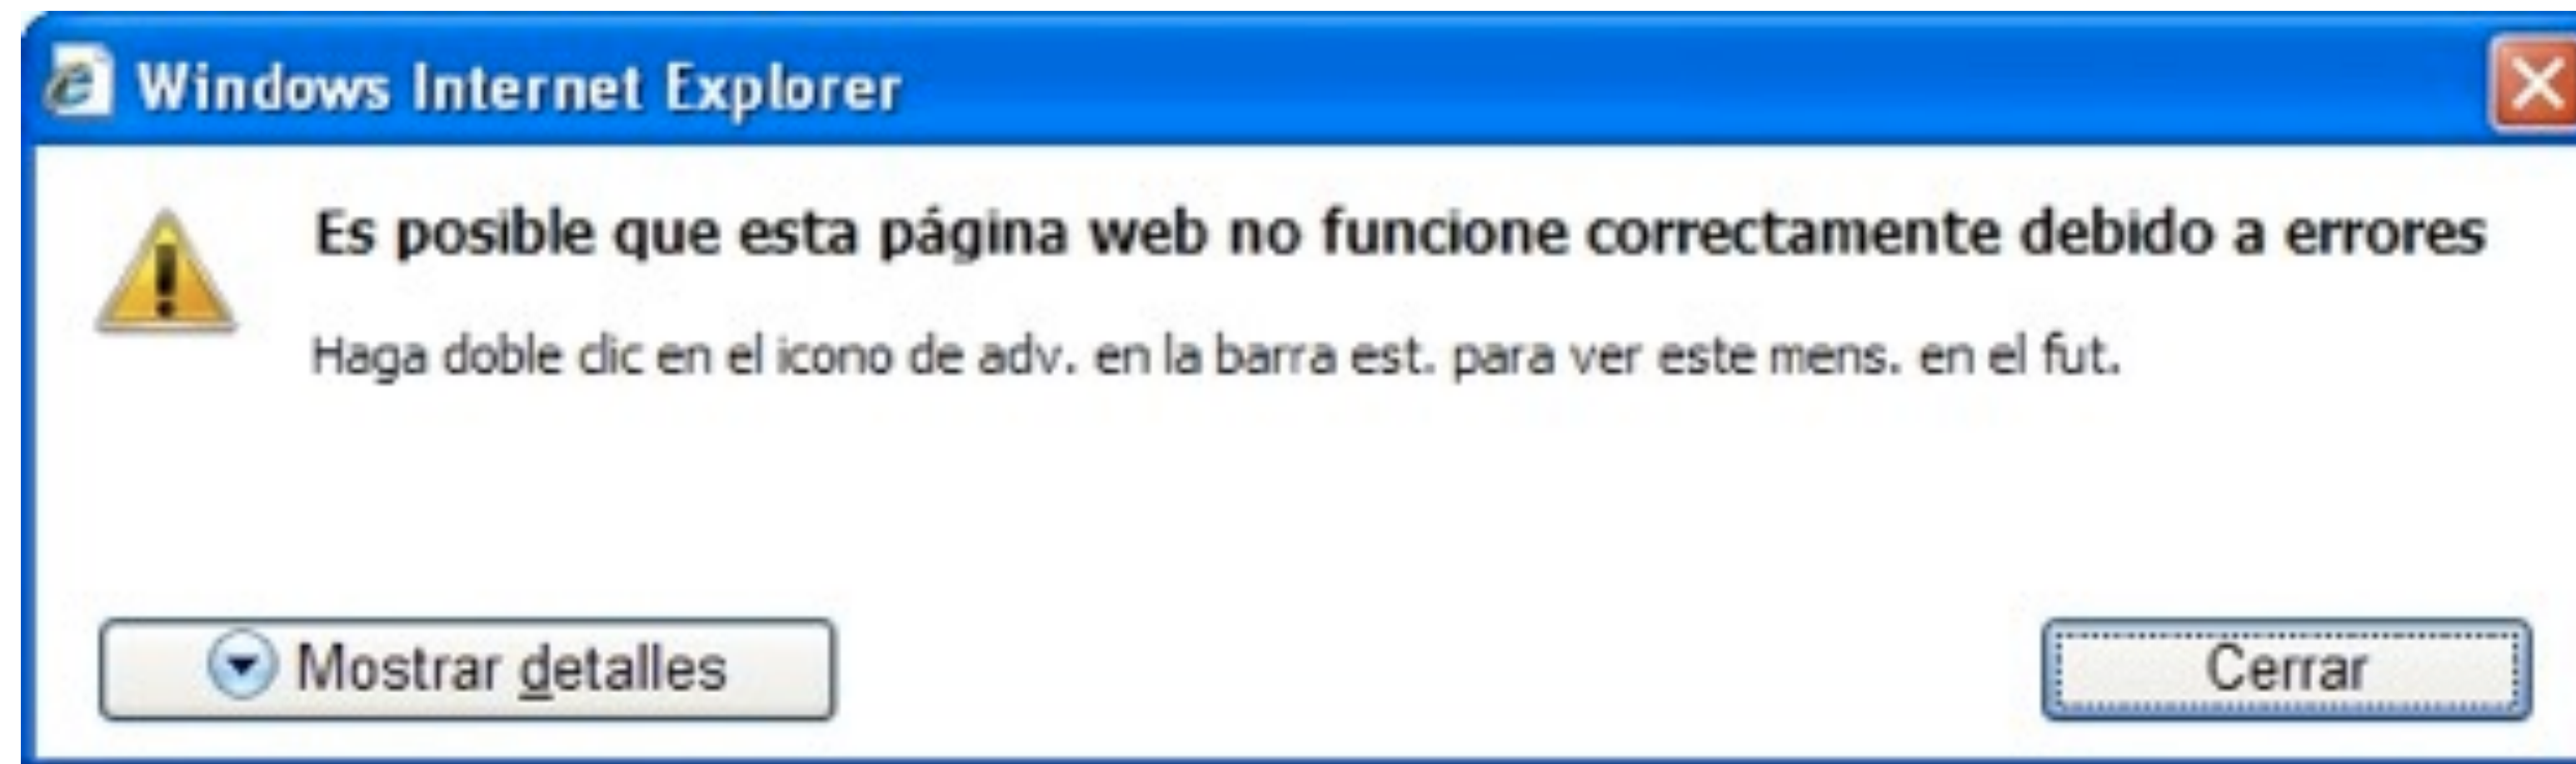 Windows Internet Explorer
Es posible que esta página web no funcione correctamente debido a errores
Haga doble clic en el icono de adv. en la barra est. para ver este mens. en el fut.
Mostrar detalles
Cerrar